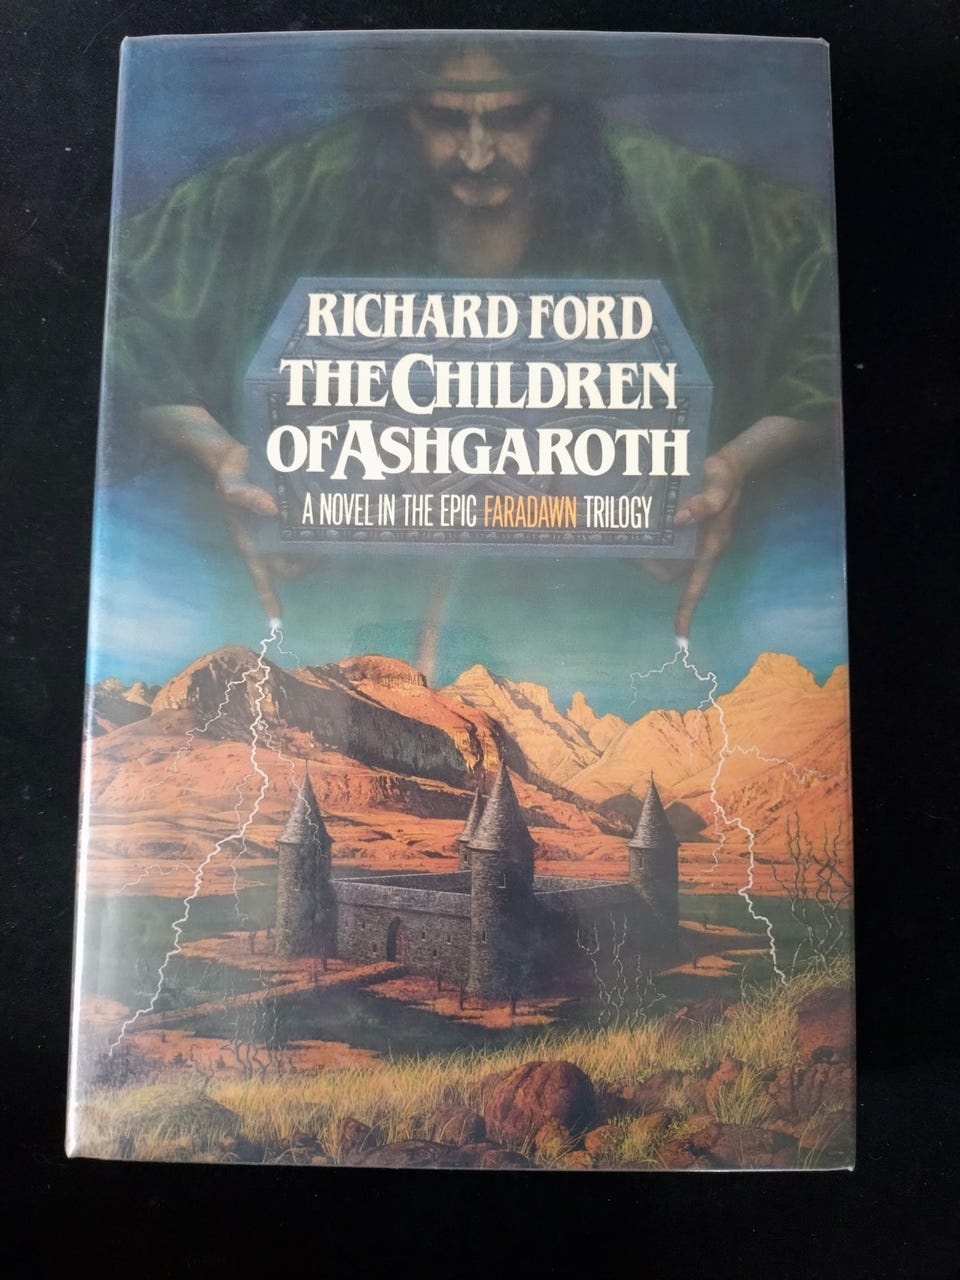 RICHARD FORD
THE CHILDREN
OF ASHGAROTH
A NOVEL IN THE EPIC FARADAWN TRILOGY